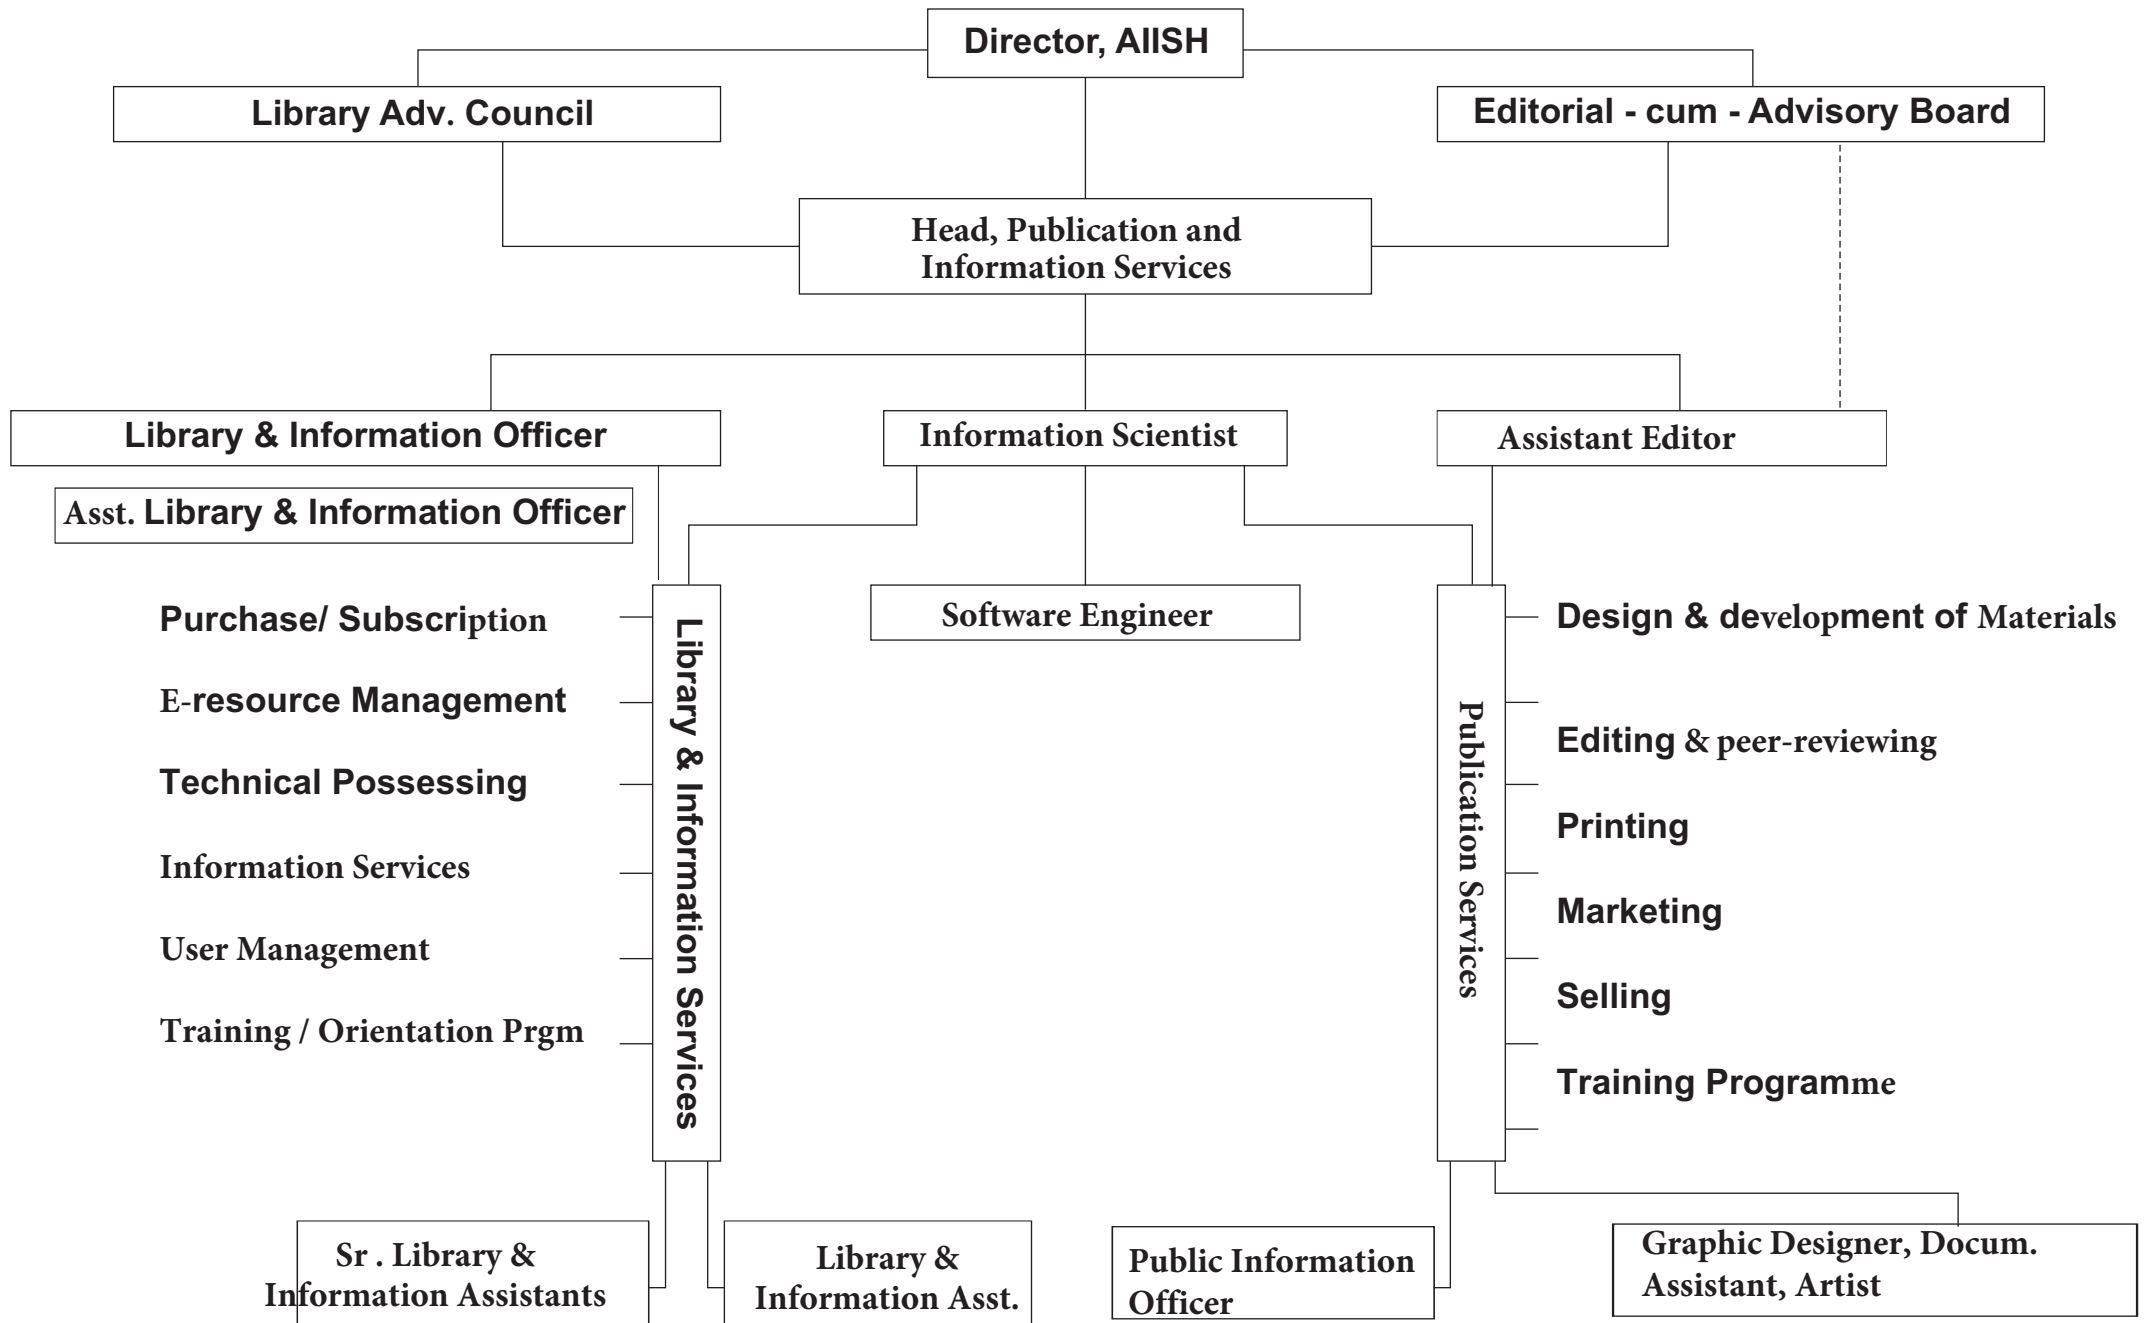 Director, AIISH
Library Adv. Council
Editorial - cum - Advisory Board
Head, Publication and
Information Services
Library & Information Officer
Information Scientist
Assistant Editor
Asst. Library & Information Officer
Software Engineer
Library & Information Services
Purchase/ Subscription
E-resource Management
Technical Possessing
Information Services
User Management
Training / Orientation Prgm
Publication Services
Design & development of Materials
Editing & peer-reviewing
Printing
Marketing
Selling
Training Programme
Sr . Library &
Information Assistants
Library &
Information Asst.
Public Information
Officer
Graphic Designer, Docum.
Assistant, Artist